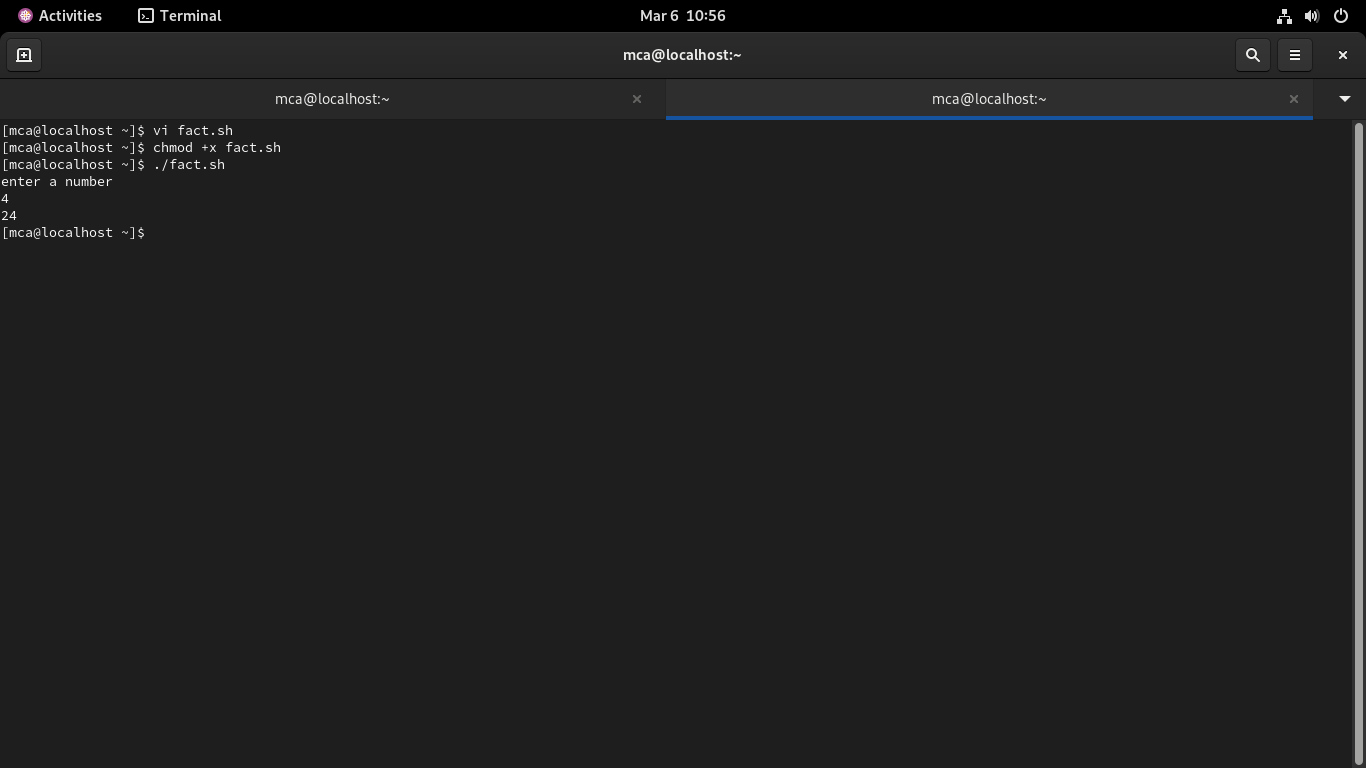 Activities Terminal Mar 6 10:56
mca@localhost:~
mca@localhost:~ mca@localhost:~
[mca@localhost ~]$ vi fact.sh
[mca@localhost ~]$ chmod +x fact.sh
[mca@localhost ~]$ ./fact.sh
enter a number
4
24
[mca@localhost ~]$